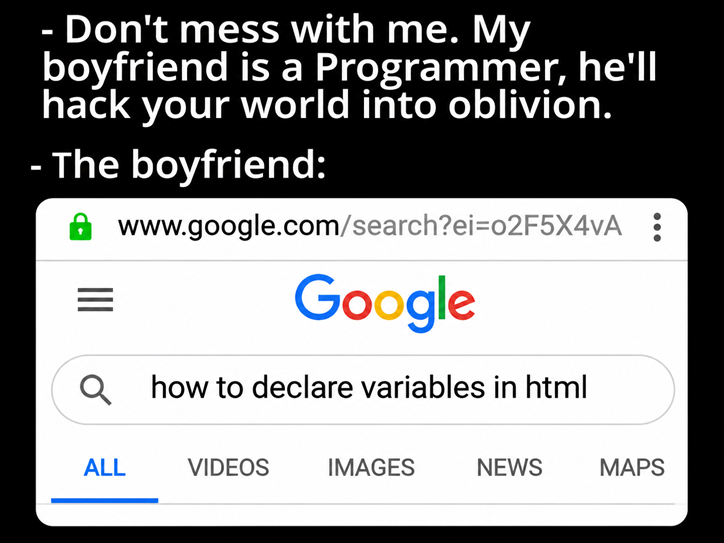 - Don't mess with me. My
boyfriend is a Programmer, he'll
hack your world into oblivion.
- The boyfriend:
www.google.com/search?ei=o2F5X4vA
Google
how to declare variables in html
ALL VIDEOS IMAGES NEWS MAPS